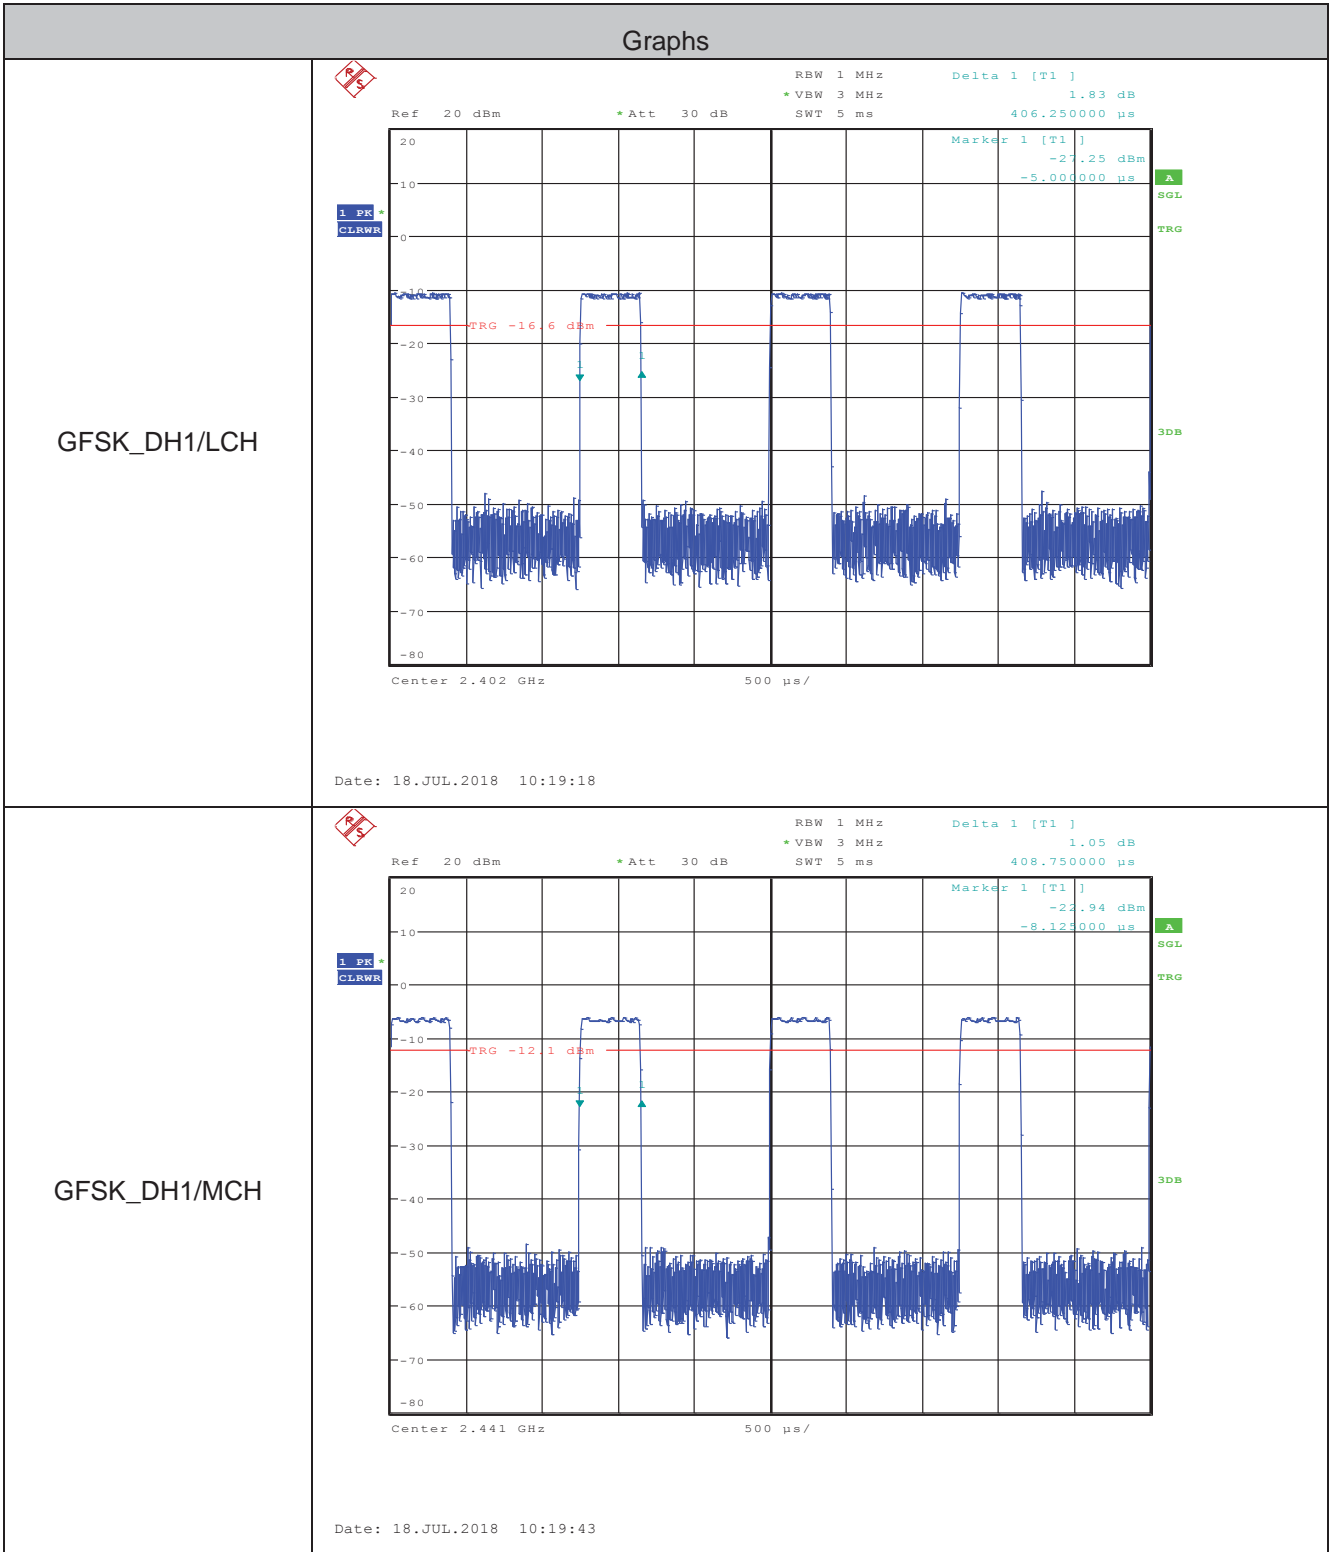 Graphs
GFSK_DH1/LCH
R S
RBW 1 MHz Delta 1 [T1 ]
* VBW 3 MHz 1.83 dB
Ref 20 dBm * Att 30 dB SWT 5 ms 406.250000 µs
20 Marker 1 [T1 ]
-27.25 dBm
10 -5.000000 µs A
SGL
1 PK *
CLRWR 0 TRG
-10
TRG -16.6 dBm
-20
1 1
-30
3DB
-40
-50
-60
-70
-80
Center 2.402 GHz 500 µs/
Date: 18.JUL.2018 10:19:18
GFSK_DH1/MCH
R S
RBW 1 MHz Delta 1 [T1 ]
* VBW 3 MHz 1.05 dB
Ref 20 dBm * Att 30 dB SWT 5 ms 408.750000 µs
20 Marker 1 [T1 ]
-22.94 dBm
10 -8.125000 µs A
SGL
1 PK *
CLRWR 0 TRG
-10
TRG -12.1 dBm
-20
1 1
-30
3DB
-40
-50
-60
-70
-80
Center 2.441 GHz 500 µs/
Date: 18.JUL.2018 10:19:43